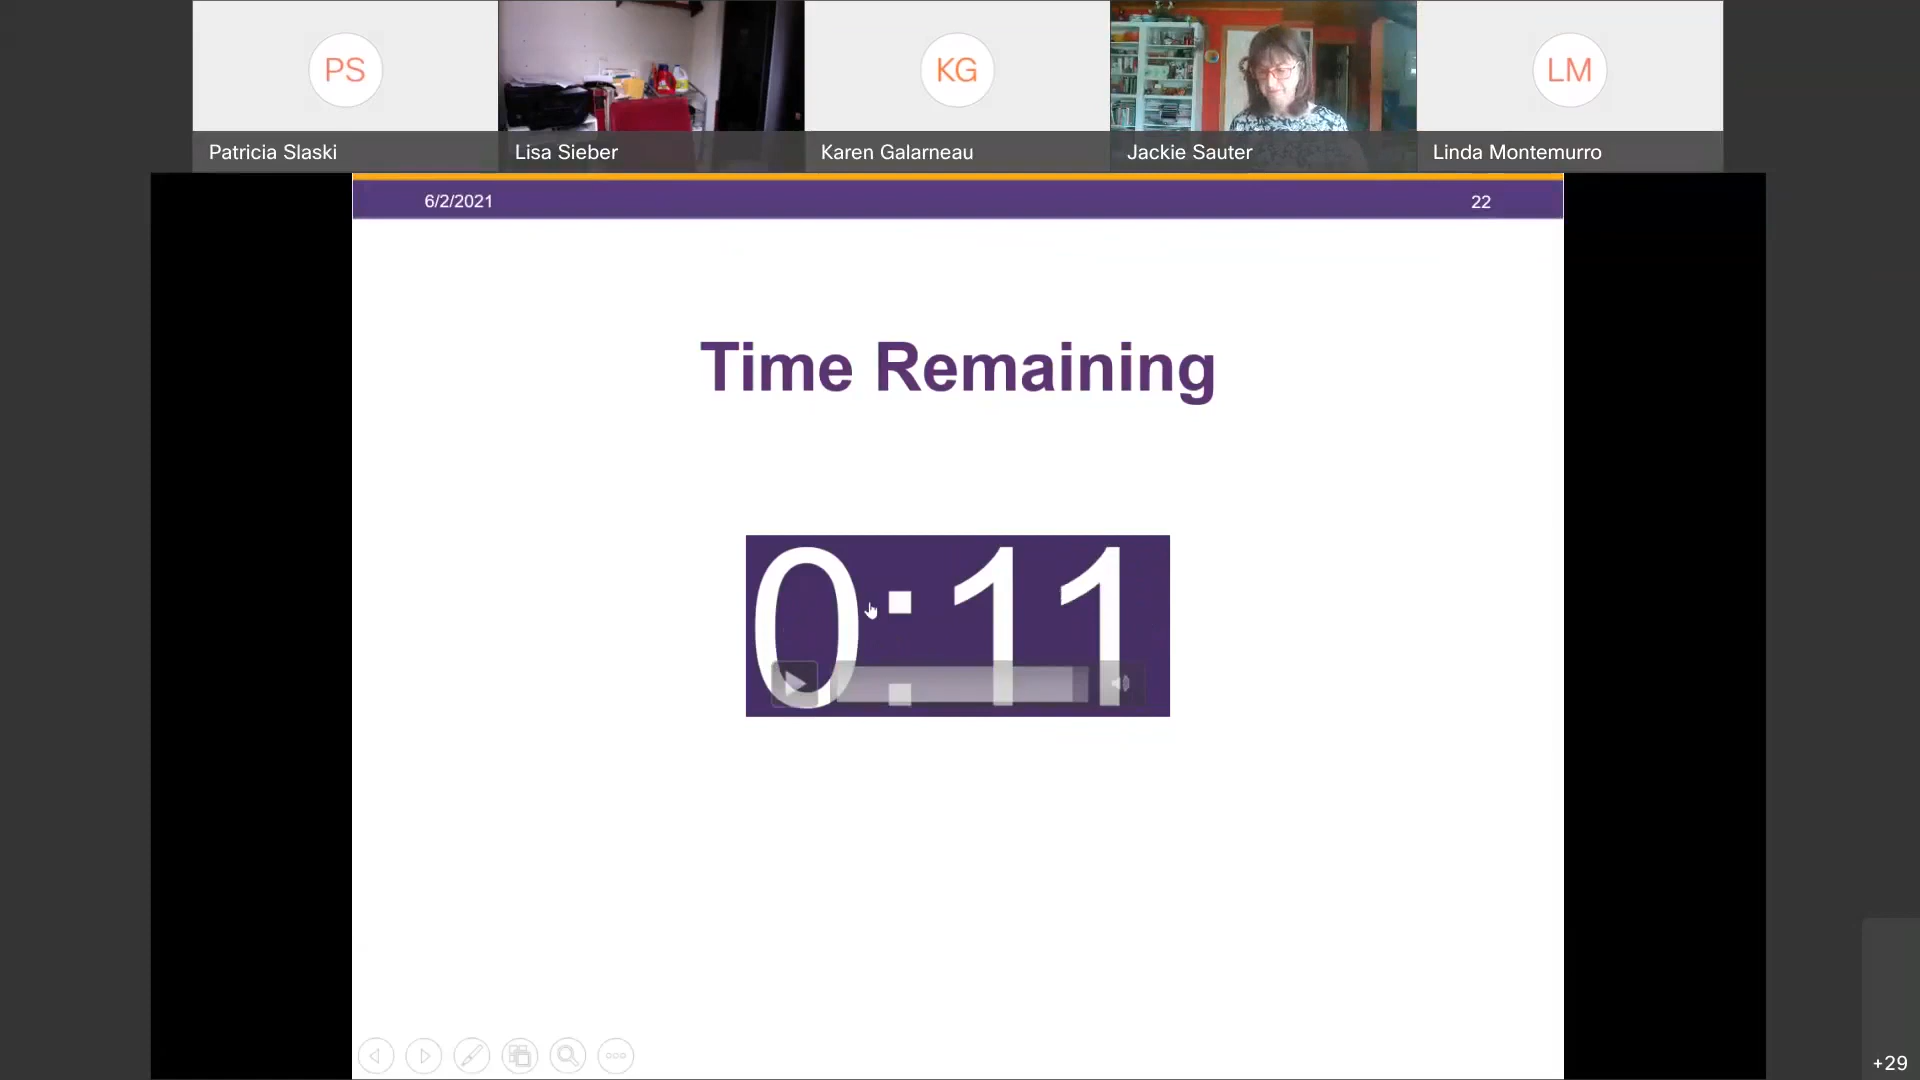 PS
KG
LM
Patricia Slaski
Lisa Sieber
Karen Galarneau
Jackie Sauter
Linda Montemurro
6/2/2021
22
Time Remaining
0:11
+29